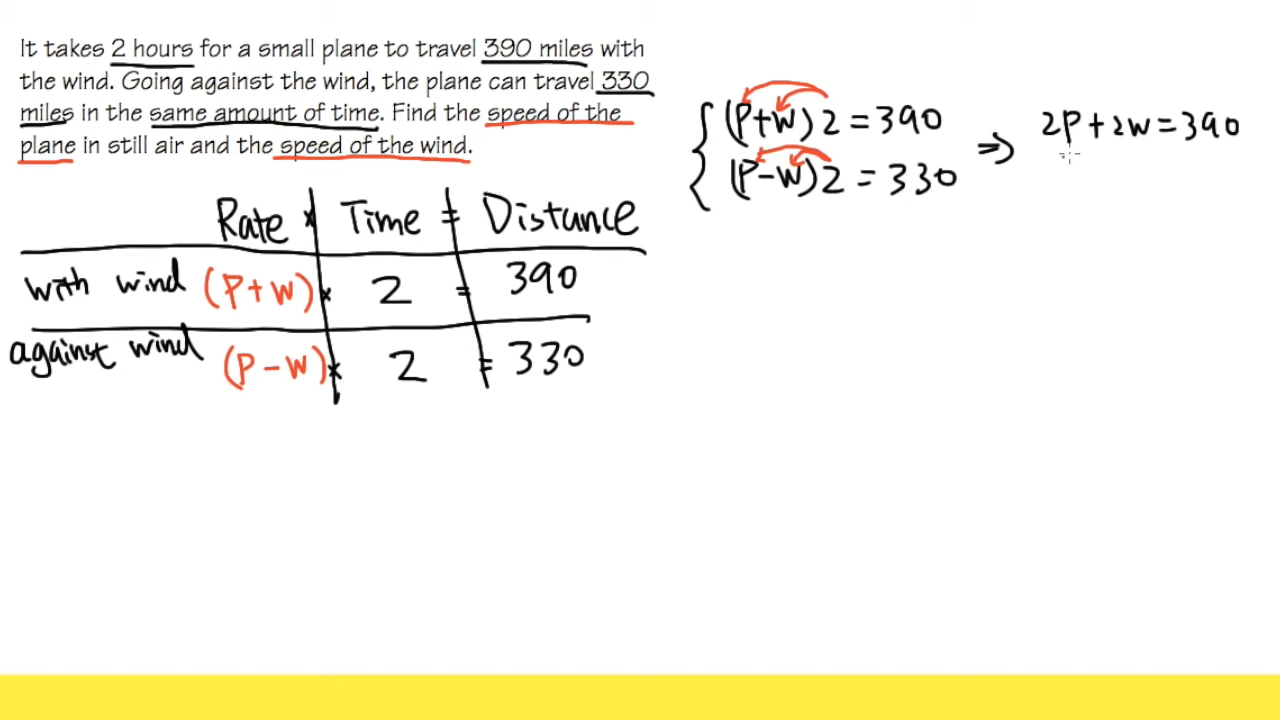 It takes 2 hours for a small plane to travel 390 miles with
the wind. Going against the wind, the plane can travel 330
miles in the same amount of time. Find the speed of the
plane in still air and the speed of the wind.
(P+W)2=390
(P-W)2=330
⇒ 2P+2W=390
Rate × Time = Distance
with wind (P+W) × 2 = 390
against wind (P-W) × 2 = 330